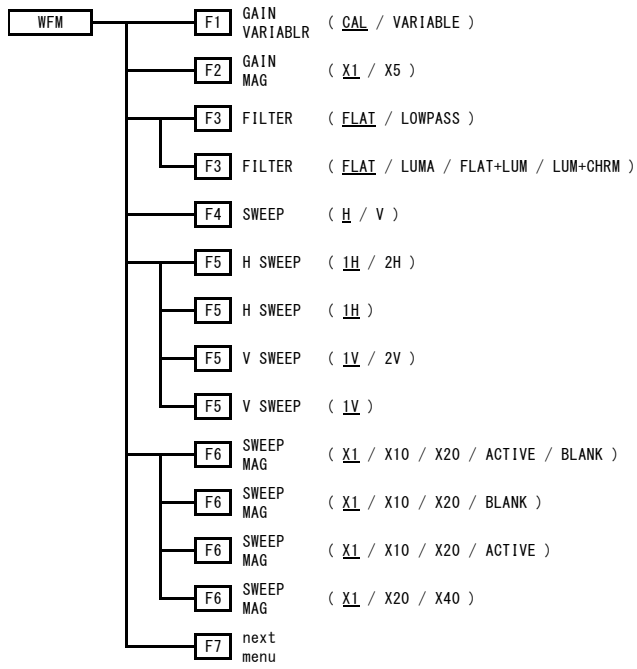 WFM
F1 GAIN VARIABLR ( CAL / VARIABLE )
F2 GAIN MAG ( X1 / X5 )
F3 FILTER ( FLAT / LOWPASS )
F3 FILTER ( FLAT / LUMA / FLAT+LUM / LUM+CHRM )
F4 SWEEP ( H / V )
F5 H SWEEP ( 1H / 2H )
F5 H SWEEP ( 1H )
F5 V SWEEP ( 1V / 2V )
F5 V SWEEP ( 1V )
F6 SWEEP MAG ( X1 / X10 / X20 / ACTIVE / BLANK )
F6 SWEEP MAG ( X1 / X10 / X20 / BLANK )
F6 SWEEP MAG ( X1 / X10 / X20 / ACTIVE )
F6 SWEEP MAG ( X1 / X20 / X40 )
F7 next menu